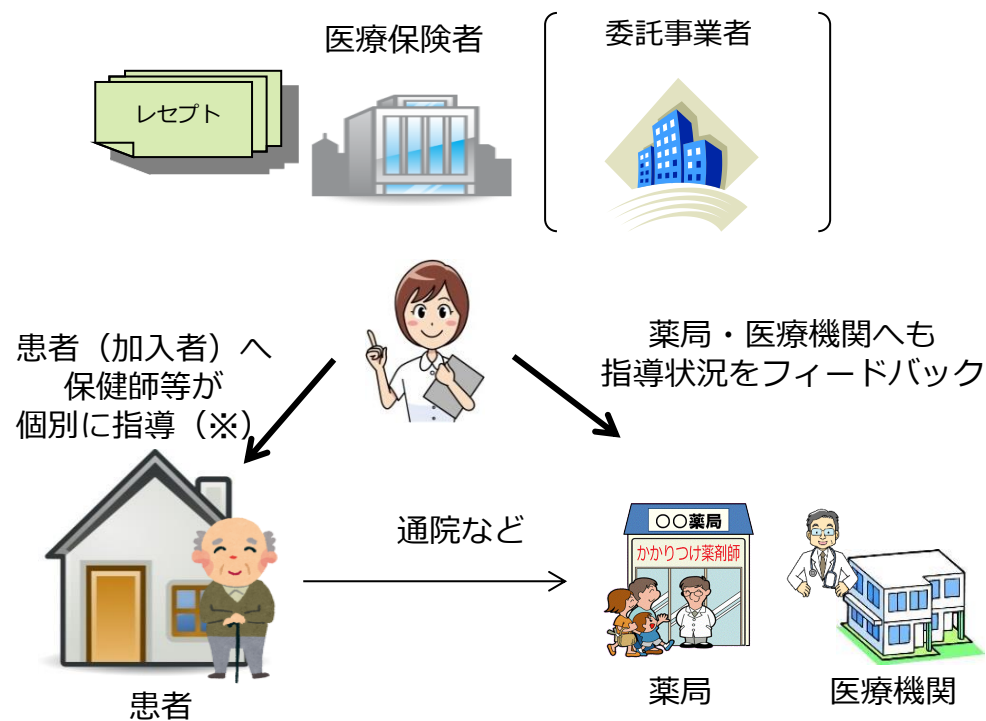 医療保険者
委託事業者
レセプト
患者（加入者）へ
保健師等が
個別に指導（※）
薬局・医療機関へも
指導状況をフィードバック
通院など
○○薬局
かかりつけ薬剤師
患者
薬局
医療機関